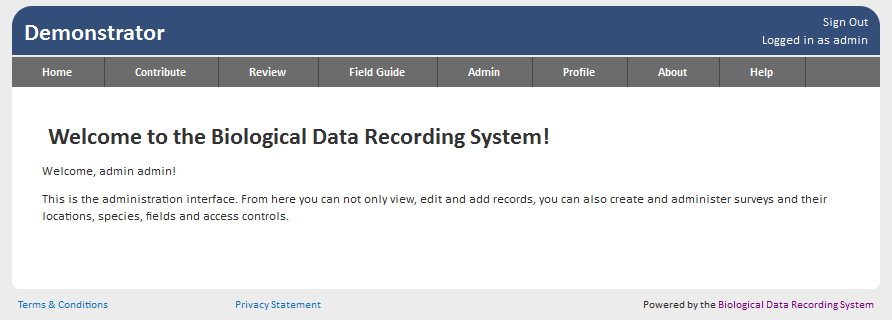 Demonstrator
Sign Out
Logged in as admin
Home Contribute Review Field Guide Admin Profile About Help
Welcome to the Biological Data Recording System!
Welcome, admin admin!
This is the administration interface. From here you can not only view, edit and add records, you can also create and administer surveys and their
locations, species, fields and access controls.
Terms & Conditions Privacy Statement Powered by the Biological Data Recording System